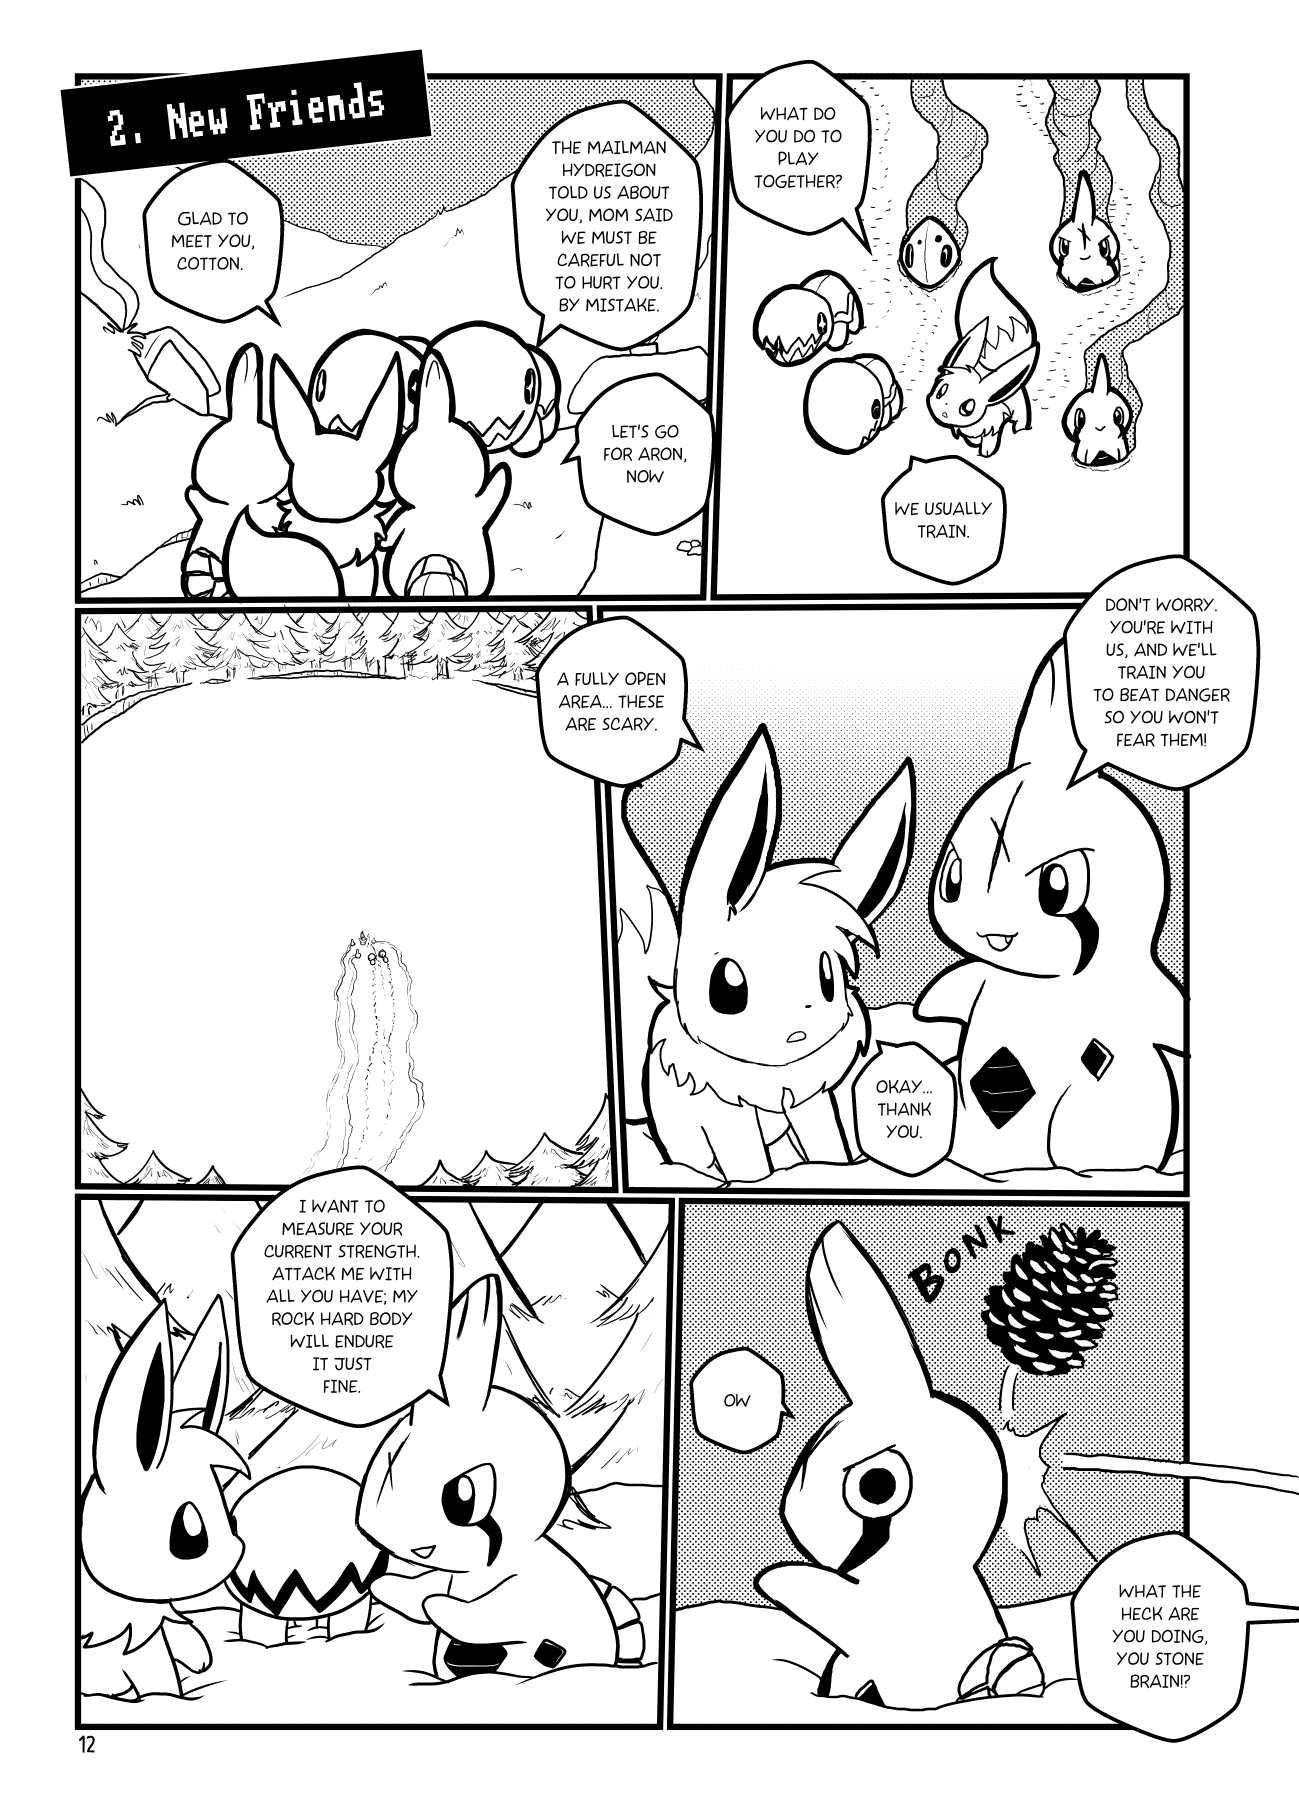 2. New Friends
GLAD TO
MEET YOU,
COTTON.
THE MAILMAN
HYDREIGON
TOLD US ABOUT
YOU, MOM SAID
WE MUST BE
CAREFUL NOT
TO HURT YOU.
BY MISTAKE.
LET'S GO
FOR ARON,
NOW
WHAT DO
YOU DO TO
PLAY
TOGETHER?
WE USUALLY
TRAIN.
A FULLY OPEN
AREA... THESE
ARE SCARY.
DON'T WORRY.
YOU'RE WITH
US, AND WE'LL
TRAIN YOU
TO BEAT DANGER
SO YOU WON'T
FEAR THEM!
OKAY...
THANK
YOU.
I WANT TO
MEASURE YOUR
CURRENT STRENGTH.
ATTACK ME WITH
ALL YOU HAVE; MY
ROCK HARD BODY
WILL ENDURE
IT JUST
FINE.
BONK
OW
WHAT THE
HECK ARE
YOU DOING,
YOU STONE
BRAIN!?
12